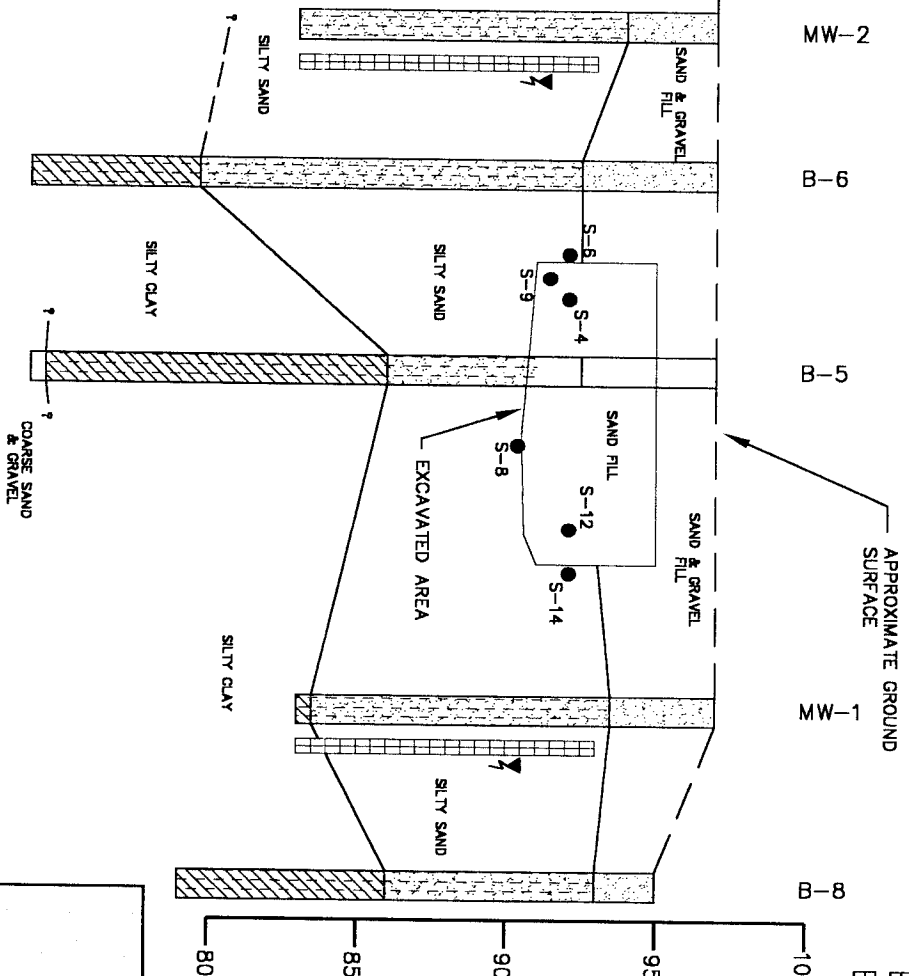 MW-2
B-6
B-5
MW-1
B-8
APPROXIMATE GROUND
SURFACE
SAND & GRAVEL
FILL
SAND & GRAVEL
FILL
SAND FILL
S-6
S-9
S-4
S-8
S-12
S-14
EXCAVATED AREA
SILTY SAND
SILTY SAND
SILTY SAND
SILTY CLAY
SILTY CLAY
COARSE SAND
& GRAVEL
?
?
?
80
85
90
95